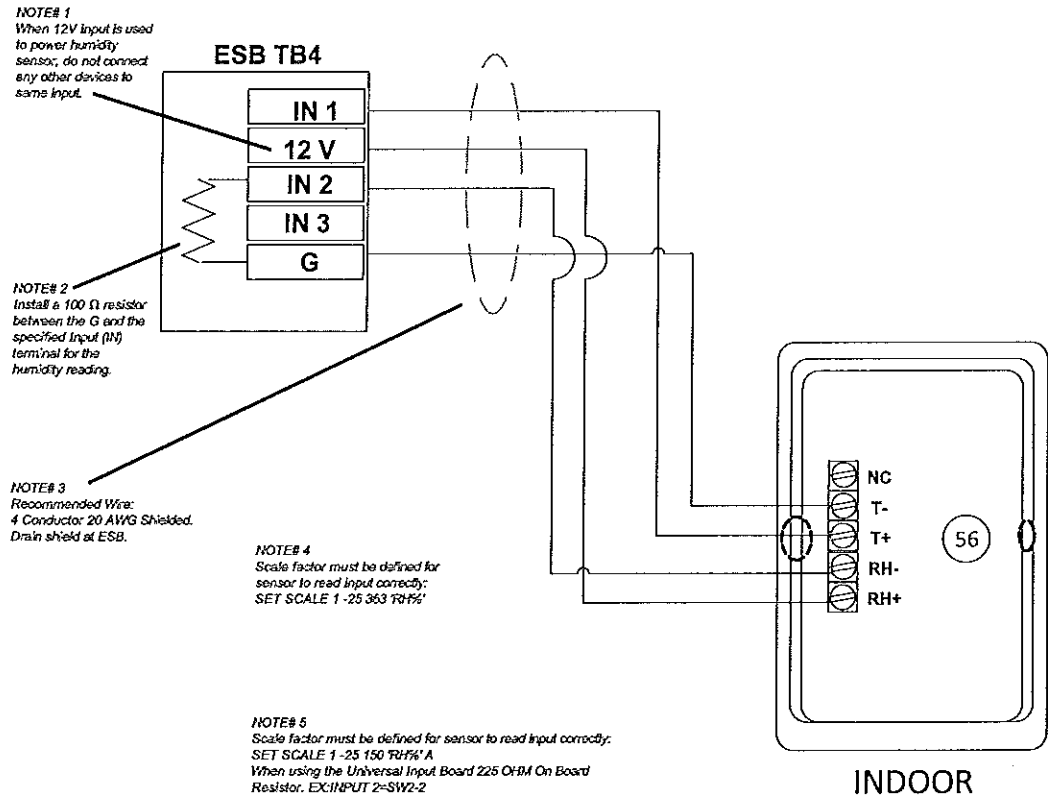 NOTE# 1
When 12V input is used
to power humidity
sensor, do not connect
any other devices to
same input.
ESB TB4
IN 1
12 V
IN 2
IN 3
G
NOTE# 2
Install a 100 Ω resistor
between the G and the
specified Input (IN)
terminal for the
humidity reading.
NOTE# 3
Recommended Wire:
4 Conductor 20 AWG Shielded.
Drain shield at ESB.
NOTE# 4
Scale factor must be defined for
sensor to read input correctly:
SET SCALE 1 -25 363 'RH%'
NOTE# 5
Scale factor must be defined for sensor to read input correctly:
SET SCALE 1 -25 150 'RH%' A
When using the Universal Input Board 225 OHM On Board
Resistor. EX:INPUT 2=SW2-2
NC
T-
T+
RH-
RH+
56
INDOOR